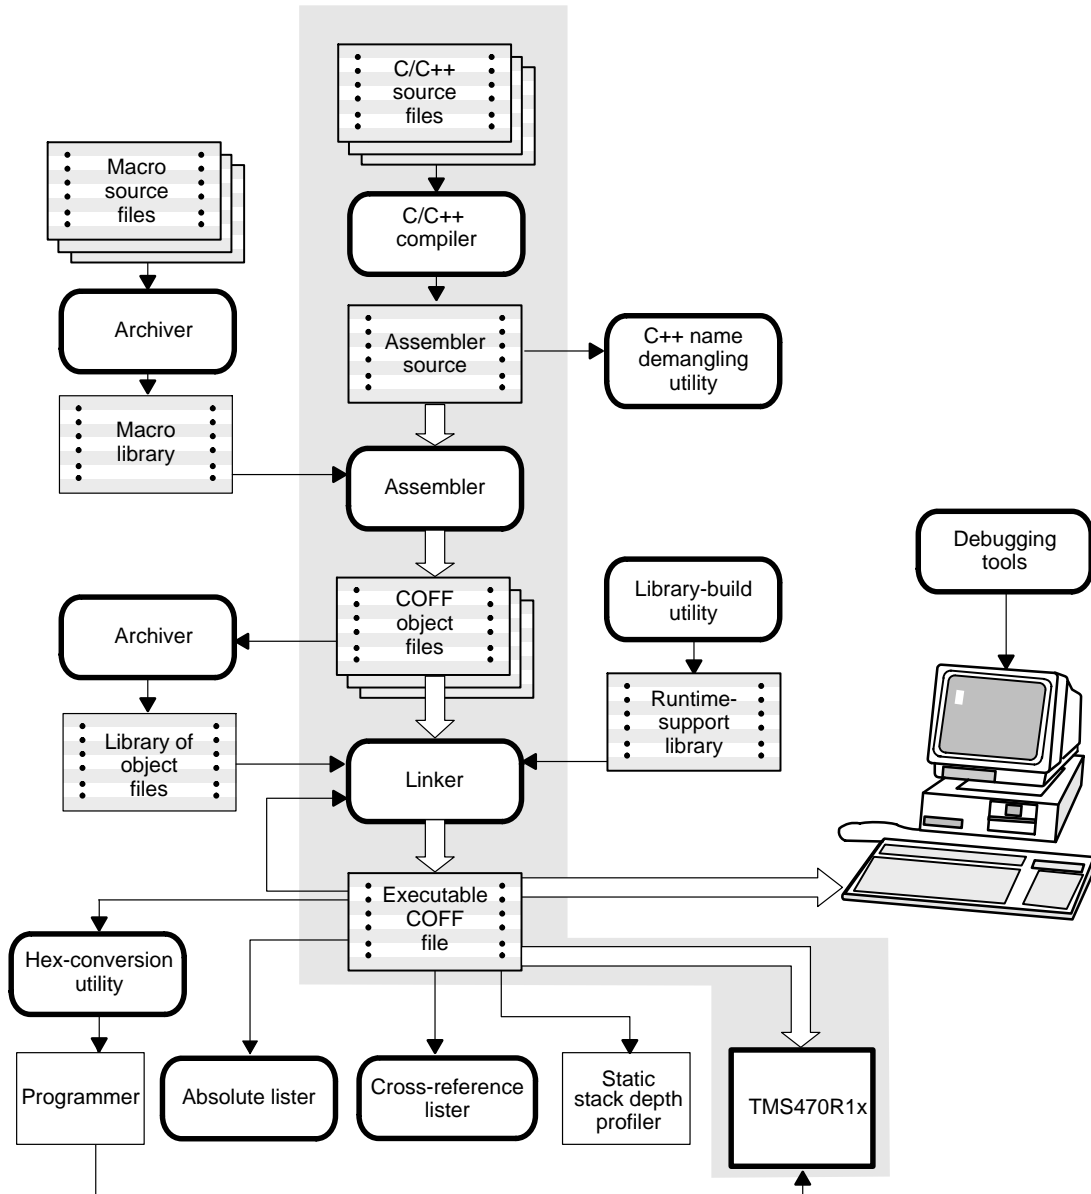 C/C++
source
files
Macro
source
files
C/C++
compiler
Archiver
Assembler
source
C++ name
demangling
utility
Macro
library
Assembler
Debugging
tools
COFF
object
files
Library-build
utility
Archiver
Runtime-
support
library
Library of
object
files
Linker
Executable
COFF
file
Hex-conversion
utility
Programmer
Absolute lister
Cross-reference
lister
Static
stack depth
profiler
TMS470R1x